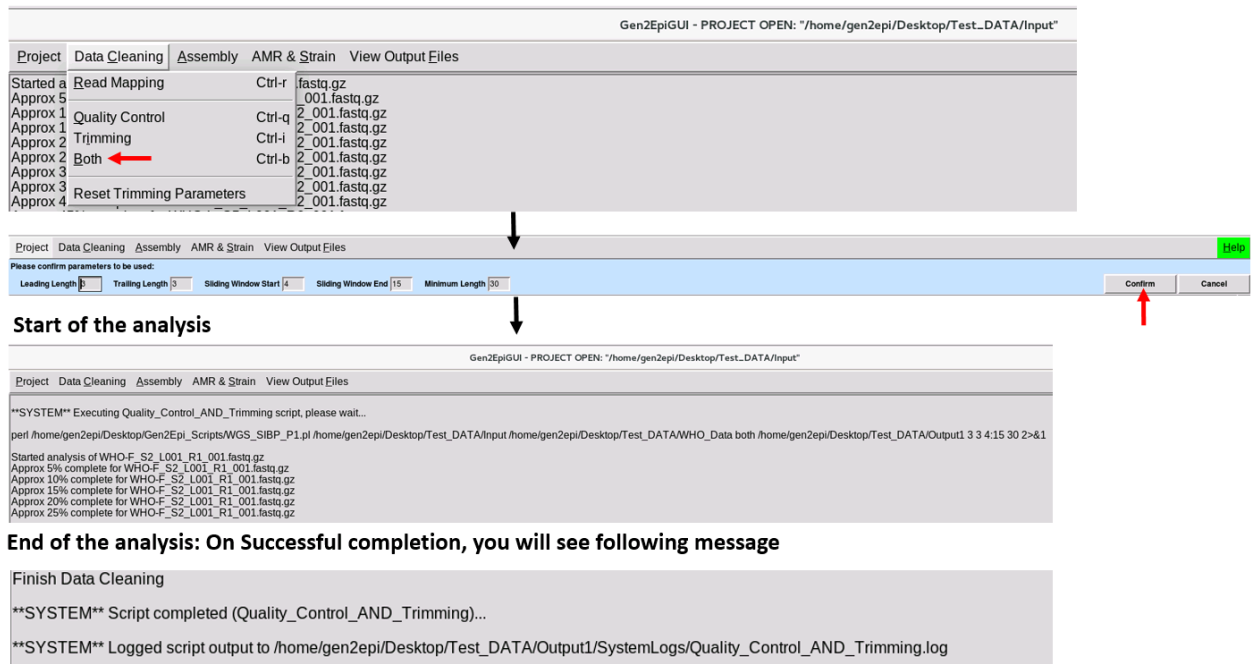 Gen2EpiGUI - PROJECT OPEN: "/home/gen2epi/Desktop/Test_DATA/Input"
Project Data Cleaning Assembly AMR & Strain View Output Files
Started a
Read Mapping Ctrl-r
.fastq.gz
Approx 5
_001.fastq.gz
Approx 1
Quality Control Ctrl-q
2_001.fastq.gz
Approx 1
2_001.fastq.gz
Approx 2
Trimming Ctrl-i
2_001.fastq.gz
Approx 2
Both Ctrl-b
2_001.fastq.gz
Approx 3
2_001.fastq.gz
Approx 3
2_001.fastq.gz
Approx 4
Reset Trimming Parameters
2_001.fastq.gz
Project Data Cleaning Assembly AMR & Strain View Output Files Help
Please confirm parameters to be used:
Leading Length 3 Trailing Length 3 Sliding Window Start 4 Sliding Window End 15 Minimum Length 30 Confirm Cancel
Start of the analysis
Gen2EpiGUI - PROJECT OPEN: "/home/gen2epi/Desktop/Test_DATA/Input"
Project Data Cleaning Assembly AMR & Strain View Output Files
**SYSTEM** Executing Quality_Control_AND_Trimming script, please wait...
perl /home/gen2epi/Desktop/Gen2Epi_Scripts/WGS_SIBP_P1.pl /home/gen2epi/Desktop/Test_DATA/Input /home/gen2epi/Desktop/Test_DATA/WHO_Data both /home/gen2epi/Desktop/Test_DATA/Output1 3 3 4:15 30 2>&1
Started analysis of WHO-F_S2_L001_R1_001.fastq.gz
Approx 5% complete for WHO-F_S2_L001_R1_001.fastq.gz
Approx 10% complete for WHO-F_S2_L001_R1_001.fastq.gz
Approx 15% complete for WHO-F_S2_L001_R1_001.fastq.gz
Approx 20% complete for WHO-F_S2_L001_R1_001.fastq.gz
Approx 25% complete for WHO-F_S2_L001_R1_001.fastq.gz
End of the analysis: On Successful completion, you will see following message
Finish Data Cleaning
**SYSTEM** Script completed (Quality_Control_AND_Trimming)...
**SYSTEM** Logged script output to /home/gen2epi/Desktop/Test_DATA/Output1/SystemLogs/Quality_Control_AND_Trimming.log